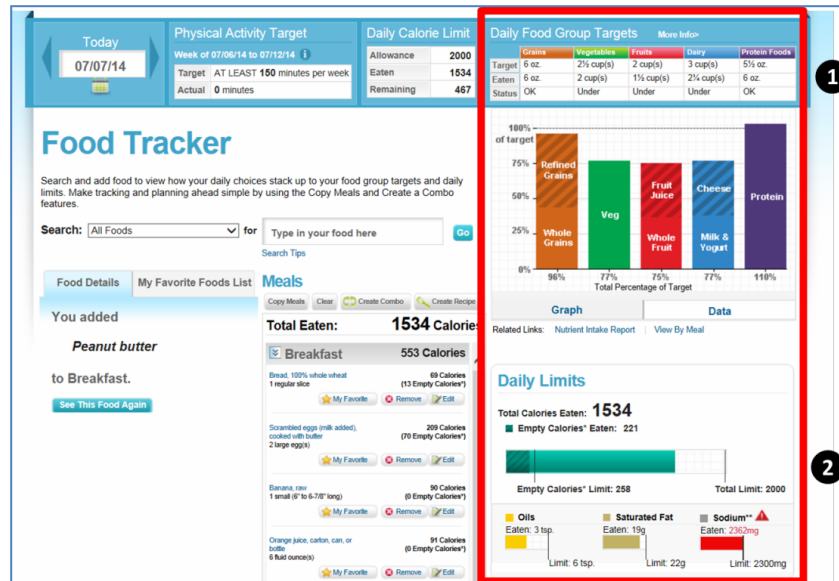 Today
07/07/14
Physical Activity Target
Week of 07/06/14 to 07/12/14
Target AT LEAST 150 minutes per week
Actual 0 minutes
Daily Calorie Limit
Allowance 2000
Eaten 1534
Remaining 467
Daily Food Group Targets More Info>
Grains Vegetables Fruits Dairy Protein Foods
Target 6 oz. 2½ cup(s) 2 cup(s) 3 cup(s) 5½ oz.
Eaten 6 oz. 2 cup(s) 1½ cup(s) 2¼ cup(s) 6 oz.
Status OK Under Under Under OK
1
Food Tracker
Search and add food to view how your daily choices stack up to your food group targets and daily
limits. Make tracking and planning ahead simple by using the Copy Meals and Create a Combo
features.
Search: All Foods for Type in your food here Go
Search Tips
Food Details My Favorite Foods List
You added
Peanut butter
to Breakfast.
See This Food Again
Meals
Copy Meals Clear Create Combo Create Recipe
Total Eaten: 1534 Calories
Breakfast 553 Calories
Bread, 100% whole wheat 69 Calories
1 regular slice (13 Empty Calories*)
My Favorite Remove Edit
Scrambled eggs (milk added), 209 Calories
cooked with butter (70 Empty Calories*)
2 large egg(s)
My Favorite Remove Edit
Banana, raw 90 Calories
1 small (6" to 6-7/8" long) (0 Empty Calories*)
My Favorite Remove Edit
Orange juice, carton, can, or 91 Calories
bottle (0 Empty Calories*)
6 fluid ounce(s)
My Favorite Remove Edit
100%
of target
75%
50%
25%
0%
Refined
Grains
Whole
Grains
Veg
Fruit
Juice
Whole
Fruit
Cheese
Milk &
Yogurt
Protein
96% 77% 75% 77% 110%
Total Percentage of Target
Graph Data
Related Links: Nutrient Intake Report | View By Meal
Daily Limits
Total Calories Eaten: 1534
Empty Calories* Eaten: 221
2
Empty Calories* Limit: 258 Total Limit: 2000
Oils Saturated Fat Sodium**
Eaten: 3 tsp. Eaten: 19g Eaten: 2362mg
Limit: 6 tsp. Limit: 22g Limit: 2300mg